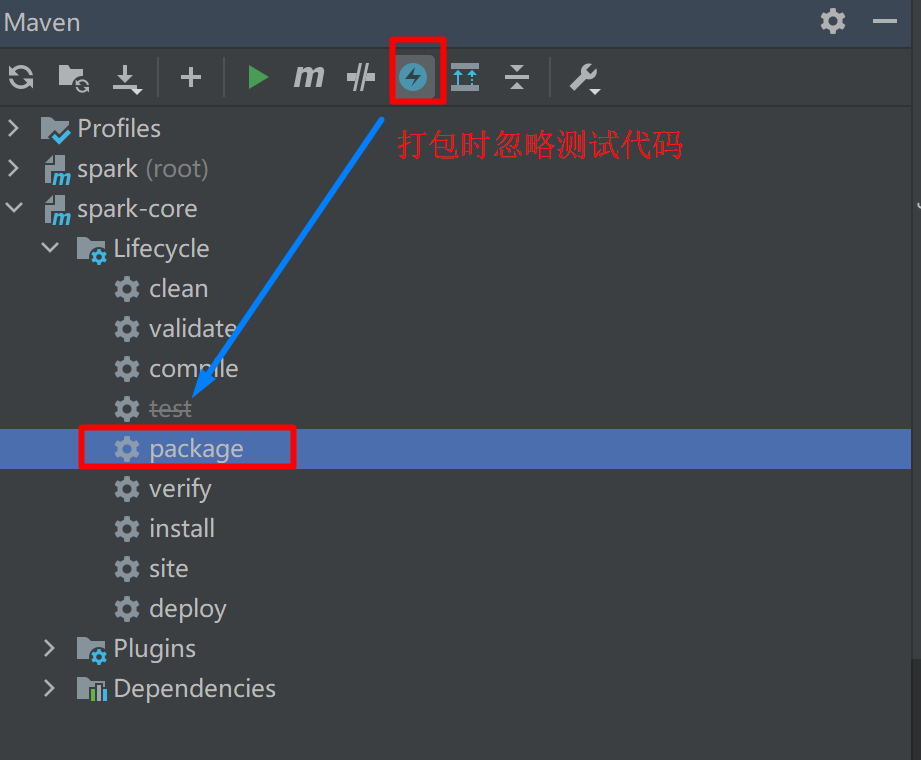 Maven
m
打包时忽略测试代码
Profiles
spark (root)
spark-core
Lifecycle
clean
validate
compile
test
package
verify
install
site
deploy
Plugins
Dependencies